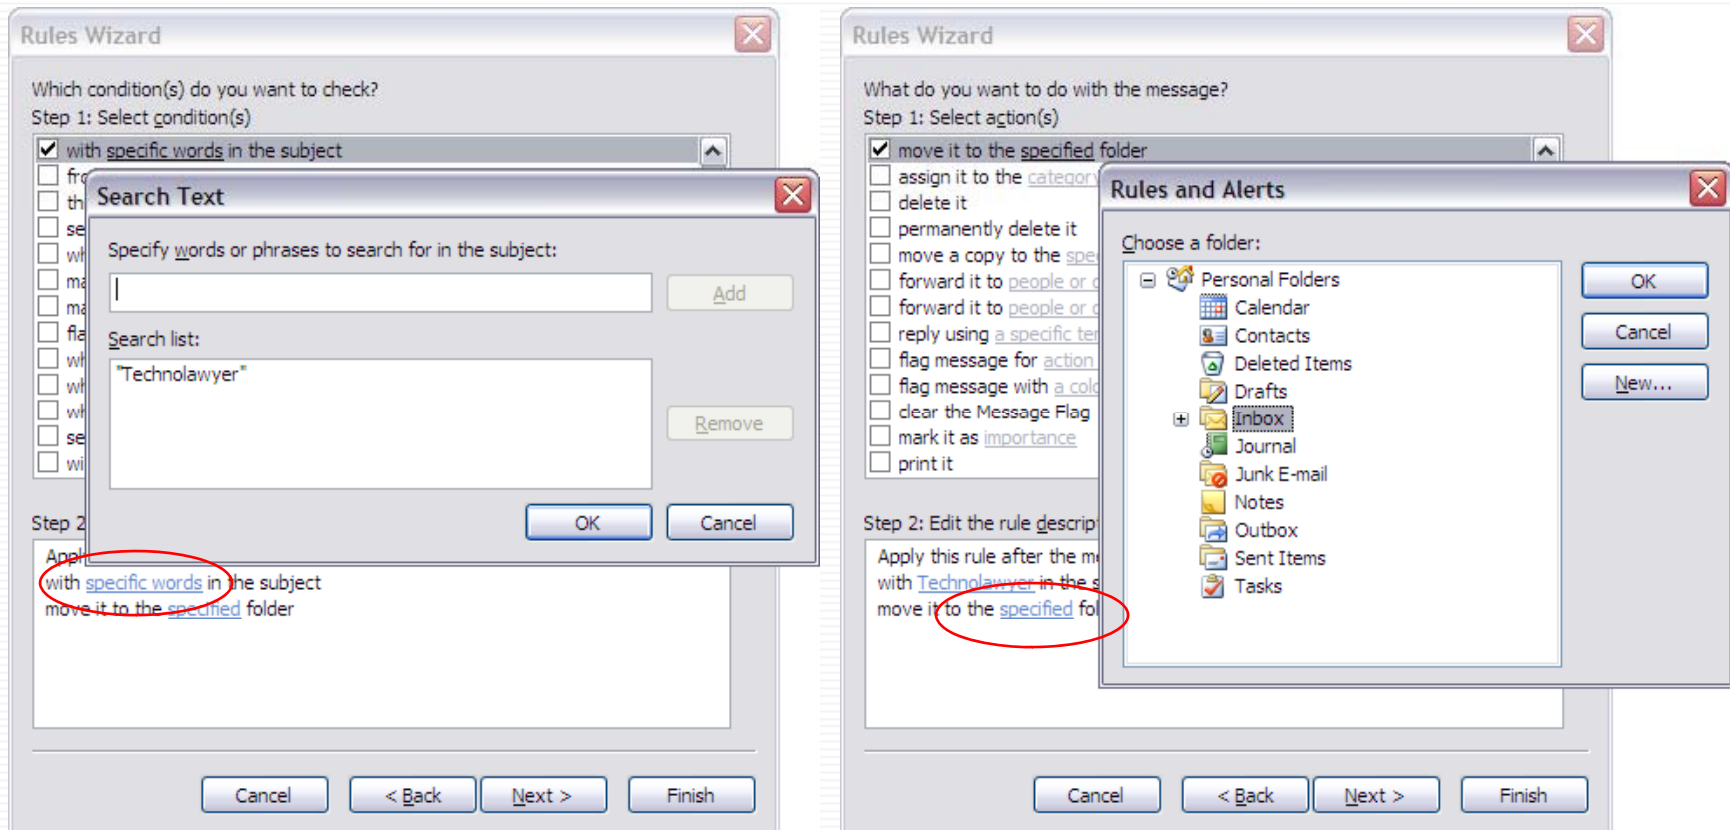 Rules Wizard
Which condition(s) do you want to check?
Step 1: Select condition(s)
with specific words in the subject
Search Text
Specify words or phrases to search for in the subject:
Add
Search list:
"Technolawyer"
Remove
OK
Cancel
Step 2
with specific words in the subject
move it to the specified folder
Cancel
< Back
Next >
Finish
Rules Wizard
What do you want to do with the message?
Step 1: Select action(s)
move it to the specified folder
assign it to the category
delete it
permanently delete it
move a copy to the
forward it to people or
forward it to people or
reply using a specific
flag message for action
flag message with a
clear the Message Flag
mark it as importance
print it
Rules and Alerts
Choose a folder:
Personal Folders
Calendar
Contacts
Deleted Items
Drafts
Inbox
Journal
Junk E-mail
Notes
Outbox
Sent Items
Tasks
OK
Cancel
New...
Step 2: Edit the rule
Apply this rule after the
with Technolawyer in the
move it to the specified
Cancel
< Back
Next >
Finish